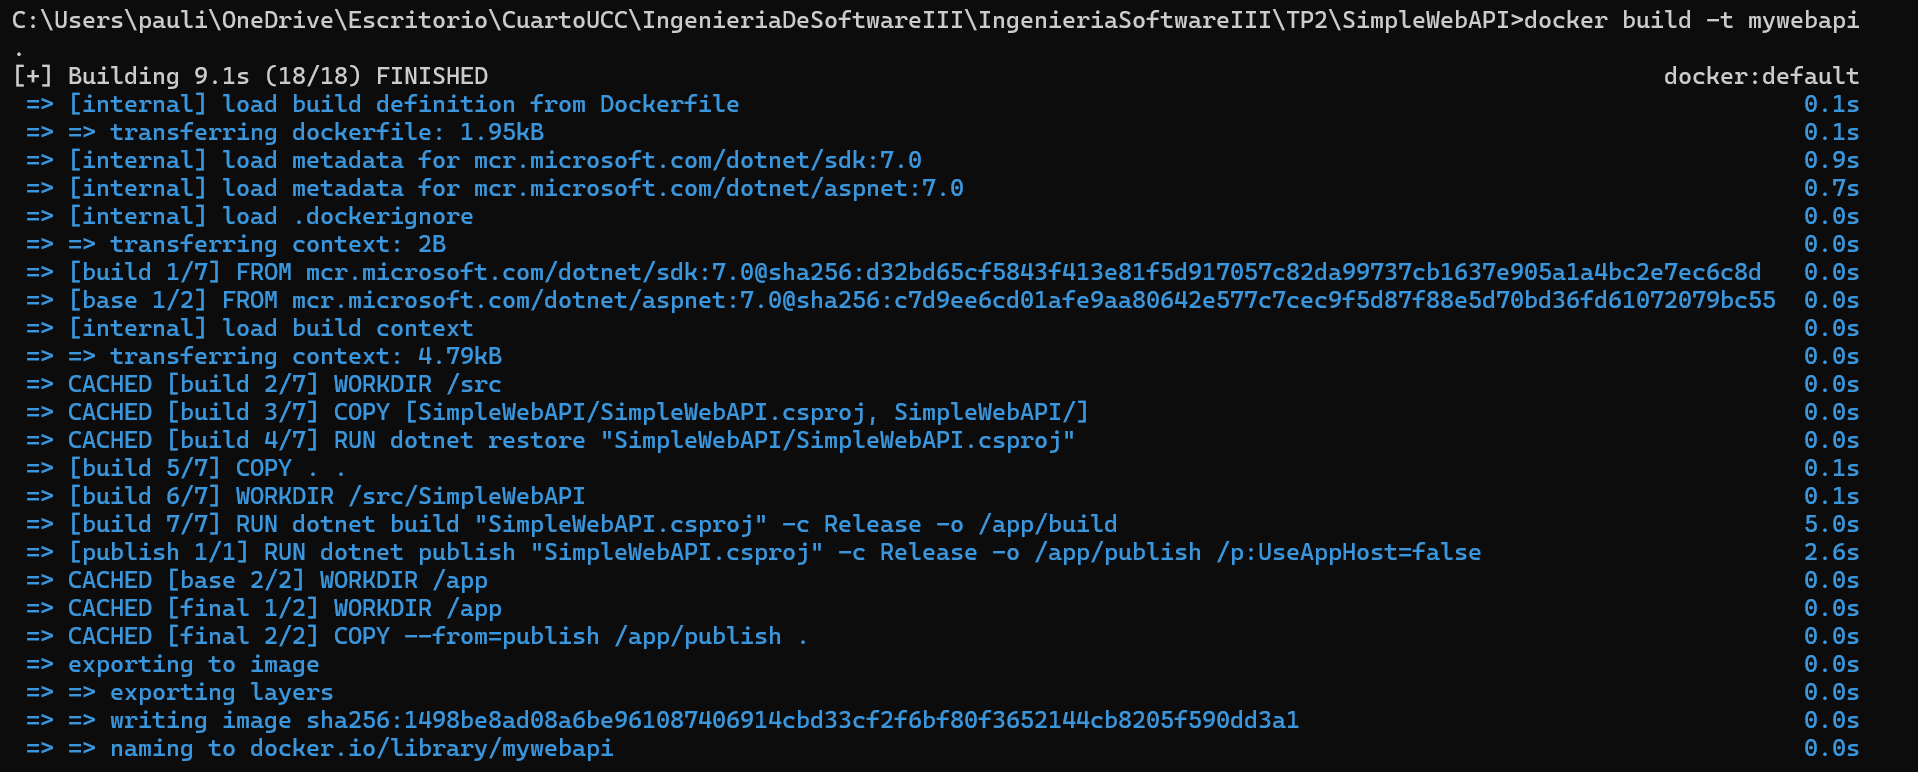 C:\Users\pauli\OneDrive\Escritorio\CuartoUCC\IngenieriaDeSoftwareIII\IngenieriaSoftwareIII\TP2\SimpleWebAPI>docker build -t mywebapi
.
[+] Building 9.1s (18/18) FINISHED docker:default
=> [internal] load build definition from Dockerfile 0.1s
=> => transferring dockerfile: 1.95kB 0.1s
=> [internal] load metadata for mcr.microsoft.com/dotnet/sdk:7.0 0.9s
=> [internal] load metadata for mcr.microsoft.com/dotnet/aspnet:7.0 0.7s
=> [internal] load .dockerignore 0.0s
=> => transferring context: 2B 0.0s
=> [build 1/7] FROM mcr.microsoft.com/dotnet/sdk:7.0@sha256:d32bd65cf5843f413e81f5d917057c82da99737cb1637e905a1a4bc2e7ec6c8d 0.0s
=> [base 1/2] FROM mcr.microsoft.com/dotnet/aspnet:7.0@sha256:c7d9ee6cd01afe9aa80642e577c7cec9f5d87f88e5d70bd36fd61072079bc55 0.0s
=> [internal] load build context 0.0s
=> => transferring context: 4.79kB 0.0s
=> CACHED [build 2/7] WORKDIR /src 0.0s
=> CACHED [build 3/7] COPY [SimpleWebAPI/SimpleWebAPI.csproj, SimpleWebAPI/] 0.0s
=> CACHED [build 4/7] RUN dotnet restore "SimpleWebAPI/SimpleWebAPI.csproj" 0.0s
=> [build 5/7] COPY . . 0.1s
=> [build 6/7] WORKDIR /src/SimpleWebAPI 0.1s
=> [build 7/7] RUN dotnet build "SimpleWebAPI.csproj" -c Release -o /app/build 5.0s
=> [publish 1/1] RUN dotnet publish "SimpleWebAPI.csproj" -c Release -o /app/publish /p:UseAppHost=false 2.6s
=> CACHED [base 2/2] WORKDIR /app 0.0s
=> CACHED [final 1/2] WORKDIR /app 0.0s
=> CACHED [final 2/2] COPY --from=publish /app/publish . 0.0s
=> exporting to image 0.0s
=> => exporting layers 0.0s
=> => writing image sha256:1498be8ad08a6be961087406914cbd33cf2f6bf80f3652144cb8205f590dd3a1 0.0s
=> => naming to docker.io/library/mywebapi 0.0s